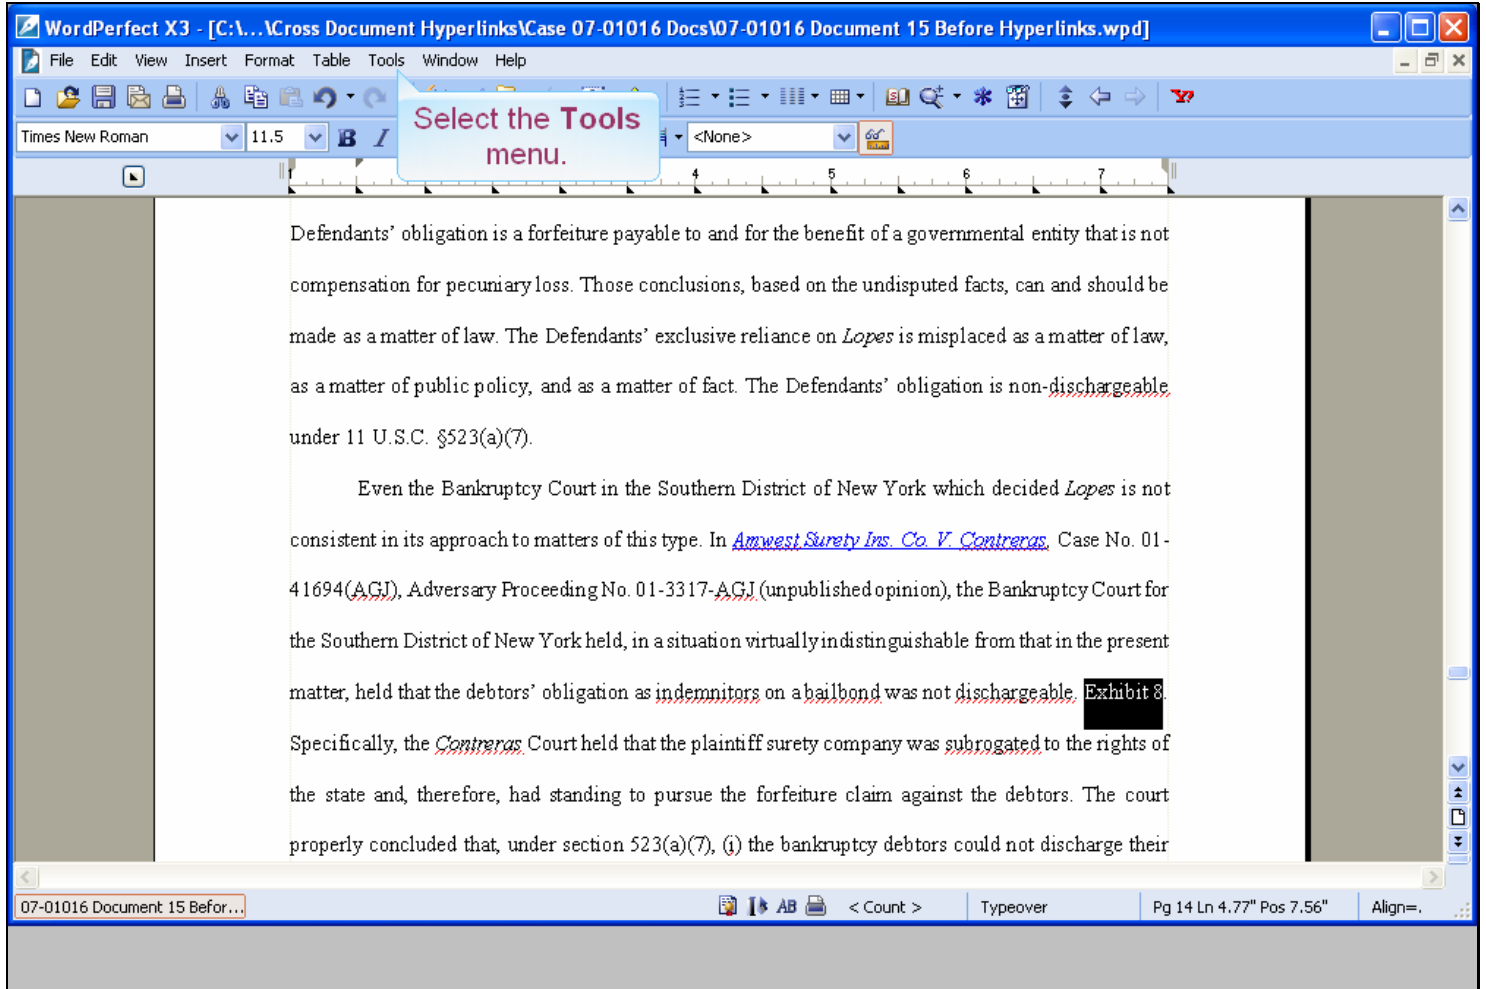 WordPerfect X3 - [C:\...\Cross Document Hyperlinks\Case 07-01016 Docs\07-01016 Document 15 Before Hyperlinks.wpd]
File Edit View Insert Format Table Tools Window Help
Select the Tools
menu.
Times New Roman 11.5 B I <None>
1 4 5 6 7
Defendants' obligation is a forfeiture payable to and for the benefit of a governmental entity that is not
compensation for pecuniary loss. Those conclusions, based on the undisputed facts, can and should be
made as a matter of law. The Defendants' exclusive reliance on Lopes is misplaced as a matter of law,
as a matter of public policy, and as a matter of fact. The Defendants' obligation is non-dischargeable
under 11 U.S.C. §523(a)(7).
Even the Bankruptcy Court in the Southern District of New York which decided Lopes is not
consistent in its approach to matters of this type. In Amwest Surety Ins. Co. V. Contreras, Case No. 01-
41694(AGJ), Adversary Proceeding No. 01-3317-AGJ (unpublished opinion), the Bankruptcy Court for
the Southern District of New York held, in a situation virtually indistinguishable from that in the present
matter, held that the debtors' obligation as indemnitors on a bailbond was not dischargeable. Exhibit 8.
Specifically, the Contreras Court held that the plaintiff surety company was subrogated to the rights of
the state and, therefore, had standing to pursue the forfeiture claim against the debtors. The court
properly concluded that, under section 523(a)(7), (i) the bankruptcy debtors could not discharge their
07-01016 Document 15 Befor... AB < Count > Typeover Pg 14 Ln 4.77" Pos 7.56" Align=.